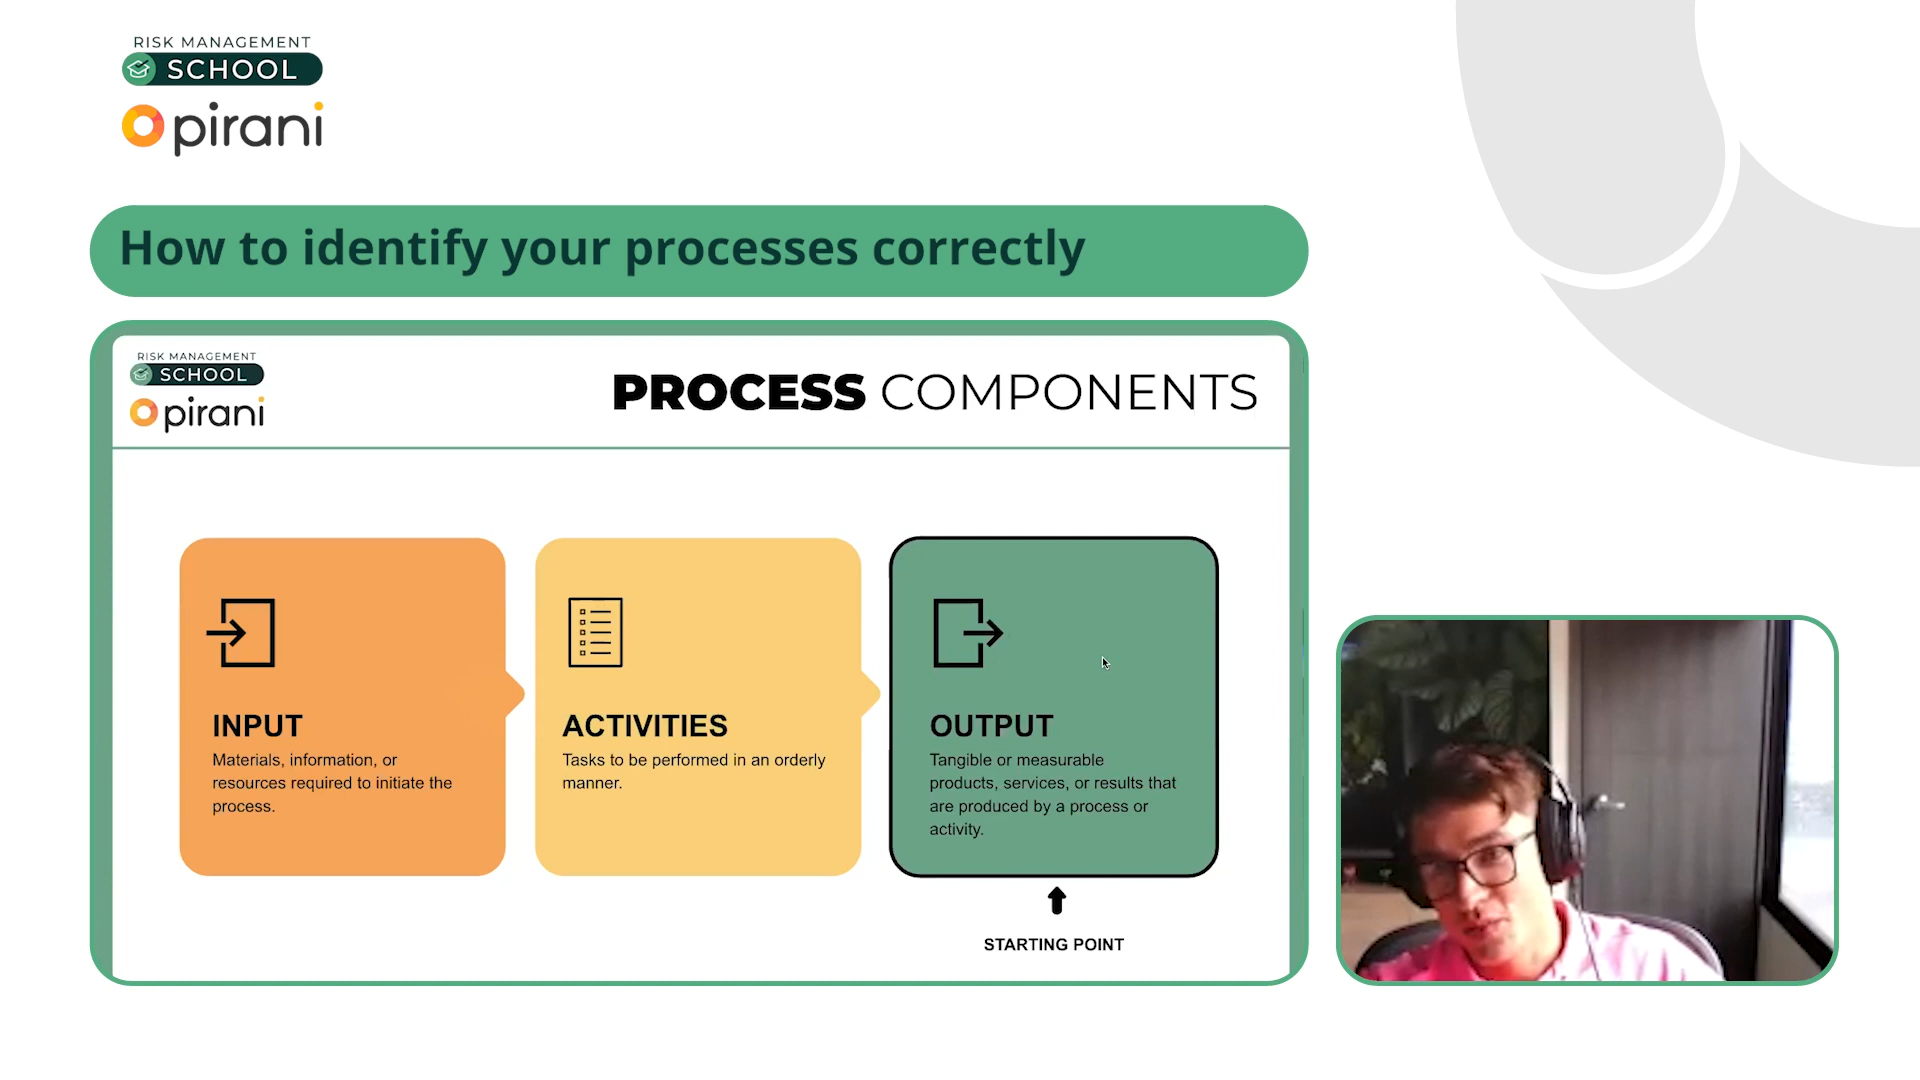 RISK MANAGEMENT
SCHOOL
pirani
How to identify your processes correctly
RISK MANAGEMENT
SCHOOL
pirani
PROCESS COMPONENTS
INPUT
Materials, information, or
resources required to initiate the
process.
ACTIVITIES
Tasks to be performed in an orderly
manner.
OUTPUT
Tangible or measurable
products, services, or results that
are produced by a process or
activity.
STARTING POINT